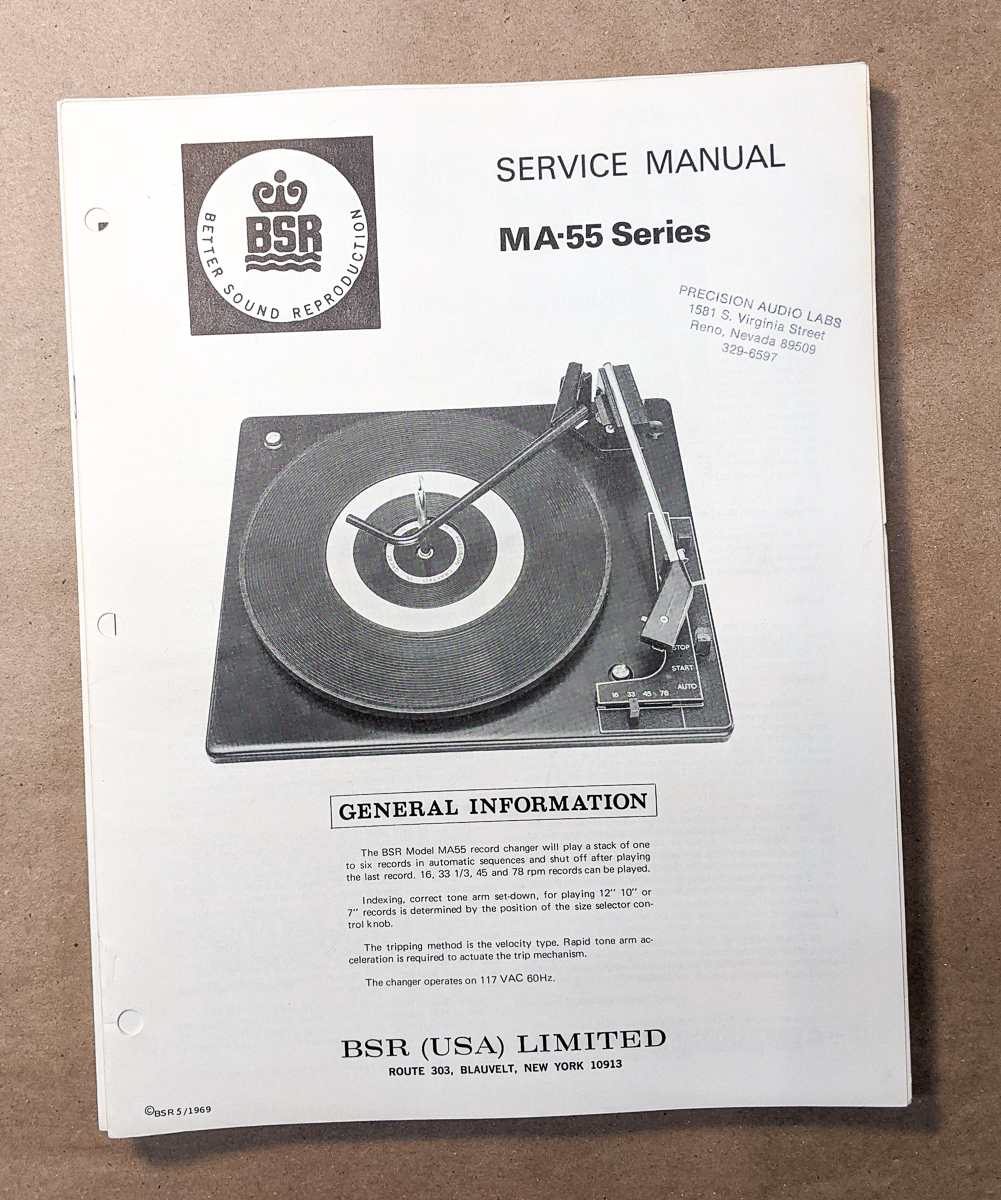 BSR
BETTER SOUND REPRODUCTION
SERVICE MANUAL
MA-55 Series
PRECISION AUDIO LABS
1581 S. Virginia Street
Reno, Nevada 89509
329-6597
STOP
START
AUTO
16 33 45 78
GENERAL INFORMATION
The BSR Model MA55 record changer will play a stack of one
to six records in automatic sequences and shut off after playing
the last record. 16, 33 1/3, 45 and 78 rpm records can be played.
Indexing, correct tone arm set-down, for playing 12" 10" or
7" records is determined by the position of the size selector con-
trol knob.
The tripping method is the velocity type. Rapid tone arm ac-
celeration is required to actuate the trip mechanism.
The changer operates on 117 VAC 60Hz.
BSR (USA) LIMITED
ROUTE 303, BLAUVELT, NEW YORK 10913
©BSR 5/1969